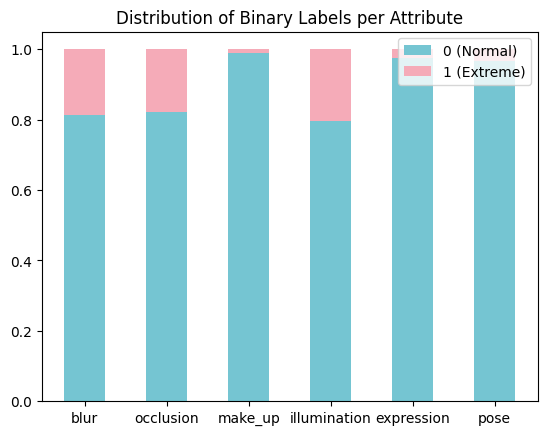 Distribution of Binary Labels per Attribute
0 (Normal)
1 (Extreme)
1.0
0.8
0.6
0.4
0.2
0.0
blur occlusion make_up illumination expression pose